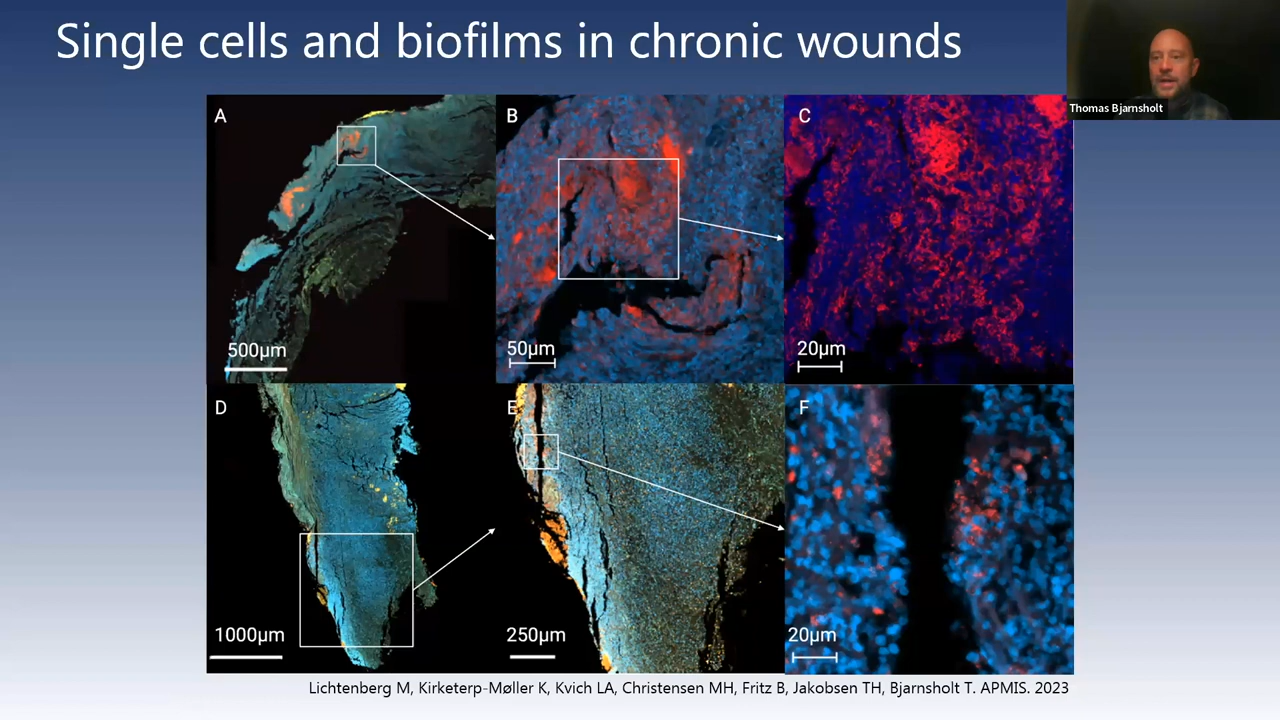 Single cells and biofilms in chronic wounds
Thomas Bjarnsholt
A
B
C
500µm
50µm
20µm
D
E
F
1000µm
250µm
20µm
Lichtenberg M, Kirketerp-Møller K, Kvich LA, Christensen MH, Fritz B, Jakobsen TH, Bjarnsholt T. APMIS. 2023